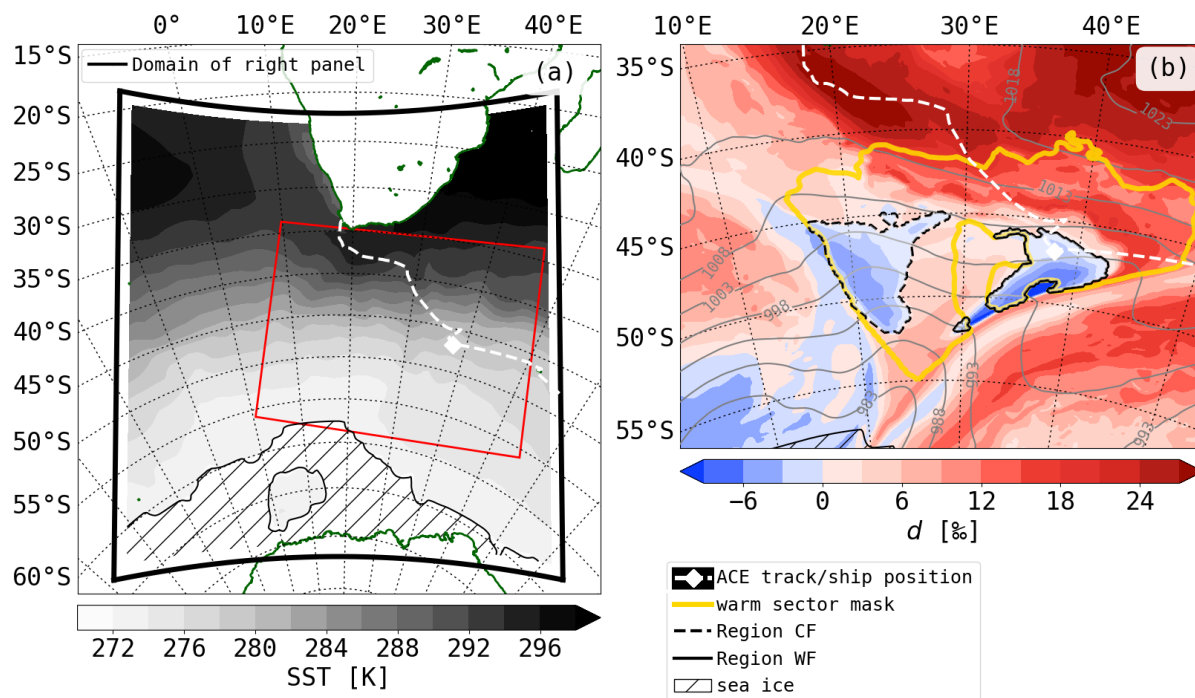 0° 10°E 20°E 30°E 40°E
15°S
20°S
25°S
30°S
35°S
40°S
45°S
50°S
55°S
60°S
Domain of right panel
(a)
272 276 280 284 288 292 296
SST [K]
10°E 20°E 30°E 40°E
35°S
40°S
45°S
50°S
55°S
(b)
1018
1023
1013
1008
1003
998
983
988
993
993
−6 0 6 12 18 24
d [‰]
ACE track/ship position
warm sector mask
Region CF
Region WF
sea ice